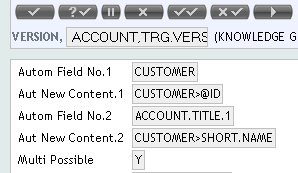 VERSION, ACCOUNT,TRG.VERS (KNOWLEDGE G
Autom Field No.1 CUSTOMER
Aut New Content.1 CUSTOMER>@ID
Autom Field No.2 ACCOUNT.TITLE.1
Aut New Content.2 CUSTOMER>SHORT.NAME
Multi Possible Y